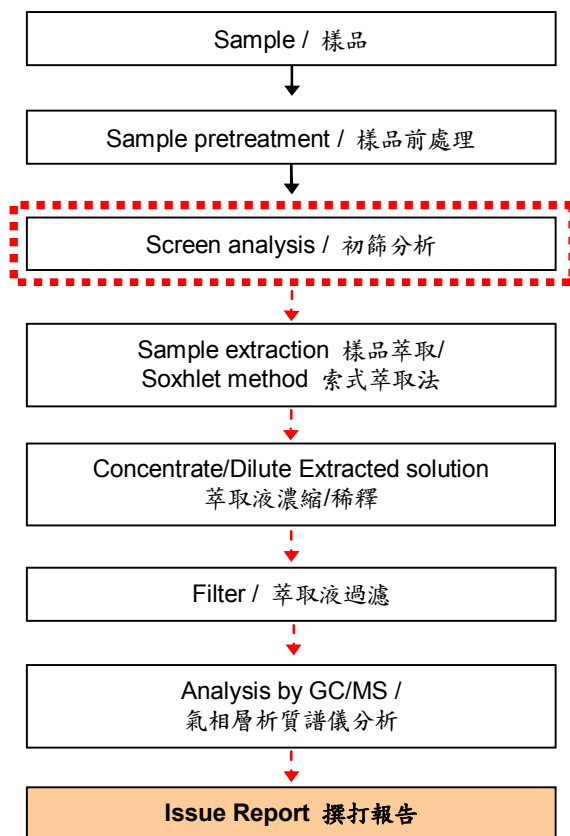 Sample / 樣品
Sample pretreatment / 樣品前處理
Screen analysis / 初篩分析
Sample extraction 樣品萃取/
Soxhlet method 索式萃取法
Concentrate/Dilute Extracted solution
萃取液濃縮/稀釋
Filter / 萃取液過濾
Analysis by GC/MS /
氣相層析質譜儀分析
Issue Report 撰打報告